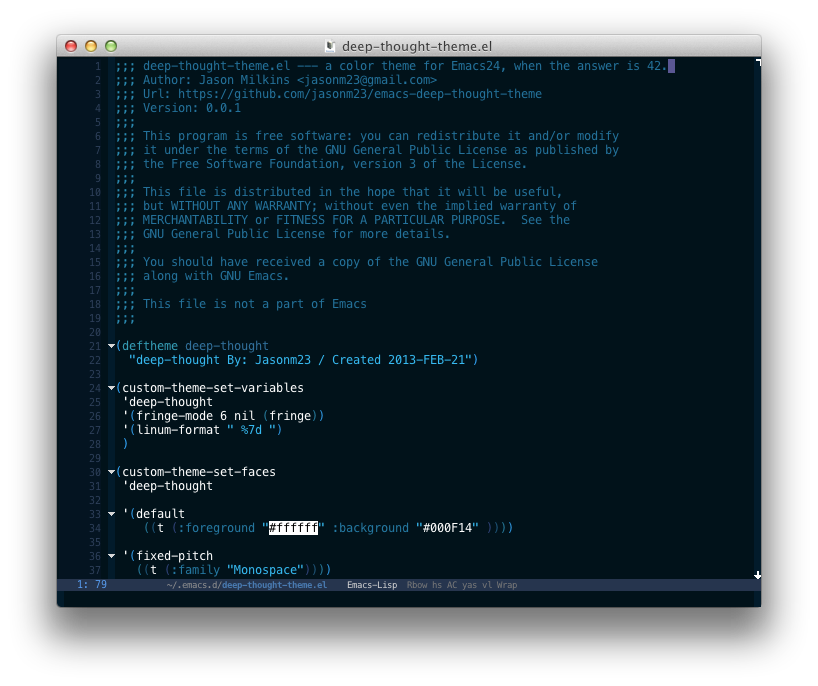 deep-thought-theme.el
1 ;;; deep-thought-theme.el --- a color theme for Emacs24, when the answer is 42.
2 ;;; Author: Jason Milkins <jasonm23@gmail.com>
3 ;;; Url: https://github.com/jasonm23/emacs-deep-thought-theme
4 ;;; Version: 0.0.1
5 ;;;
6 ;;; This program is free software: you can redistribute it and/or modify
7 ;;; it under the terms of the GNU General Public License as published by
8 ;;; the Free Software Foundation, version 3 of the License.
9 ;;;
10 ;;; This file is distributed in the hope that it will be useful,
11 ;;; but WITHOUT ANY WARRANTY; without even the implied warranty of
12 ;;; MERCHANTABILITY or FITNESS FOR A PARTICULAR PURPOSE.  See the
13 ;;; GNU General Public License for more details.
14 ;;;
15 ;;; You should have received a copy of the GNU General Public License
16 ;;; along with GNU Emacs.
17 ;;;
18 ;;; This file is not a part of Emacs
19 ;;;
20
21 (deftheme deep-thought
22   "deep-thought By: Jasonm23 / Created 2013-FEB-21")
23
24 (custom-theme-set-variables
25  'deep-thought
26  '(fringe-mode 6 nil (fringe))
27  '(linum-format " %7d ")
28  )
29
30 (custom-theme-set-faces
31  'deep-thought
32
33  '(default
34     ((t (:foreground "#ffffff" :background "#000F14" ))))
35
36  '(fixed-pitch
37    ((t (:family "Monospace"))))
1: 79 ~/.emacs.d/deep-thought-theme.el Emacs-Lisp Rbow hs AC yas vl Wrap